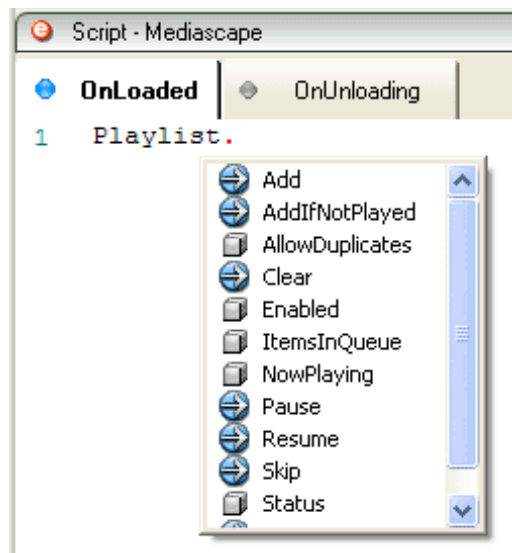 Script - Mediascape
OnLoaded OnUnloading
1 Playlist.
Add
AddIfNotPlayed
AllowDuplicates
Clear
Enabled
ItemsInQueue
NowPlaying
Pause
Resume
Skip
Status